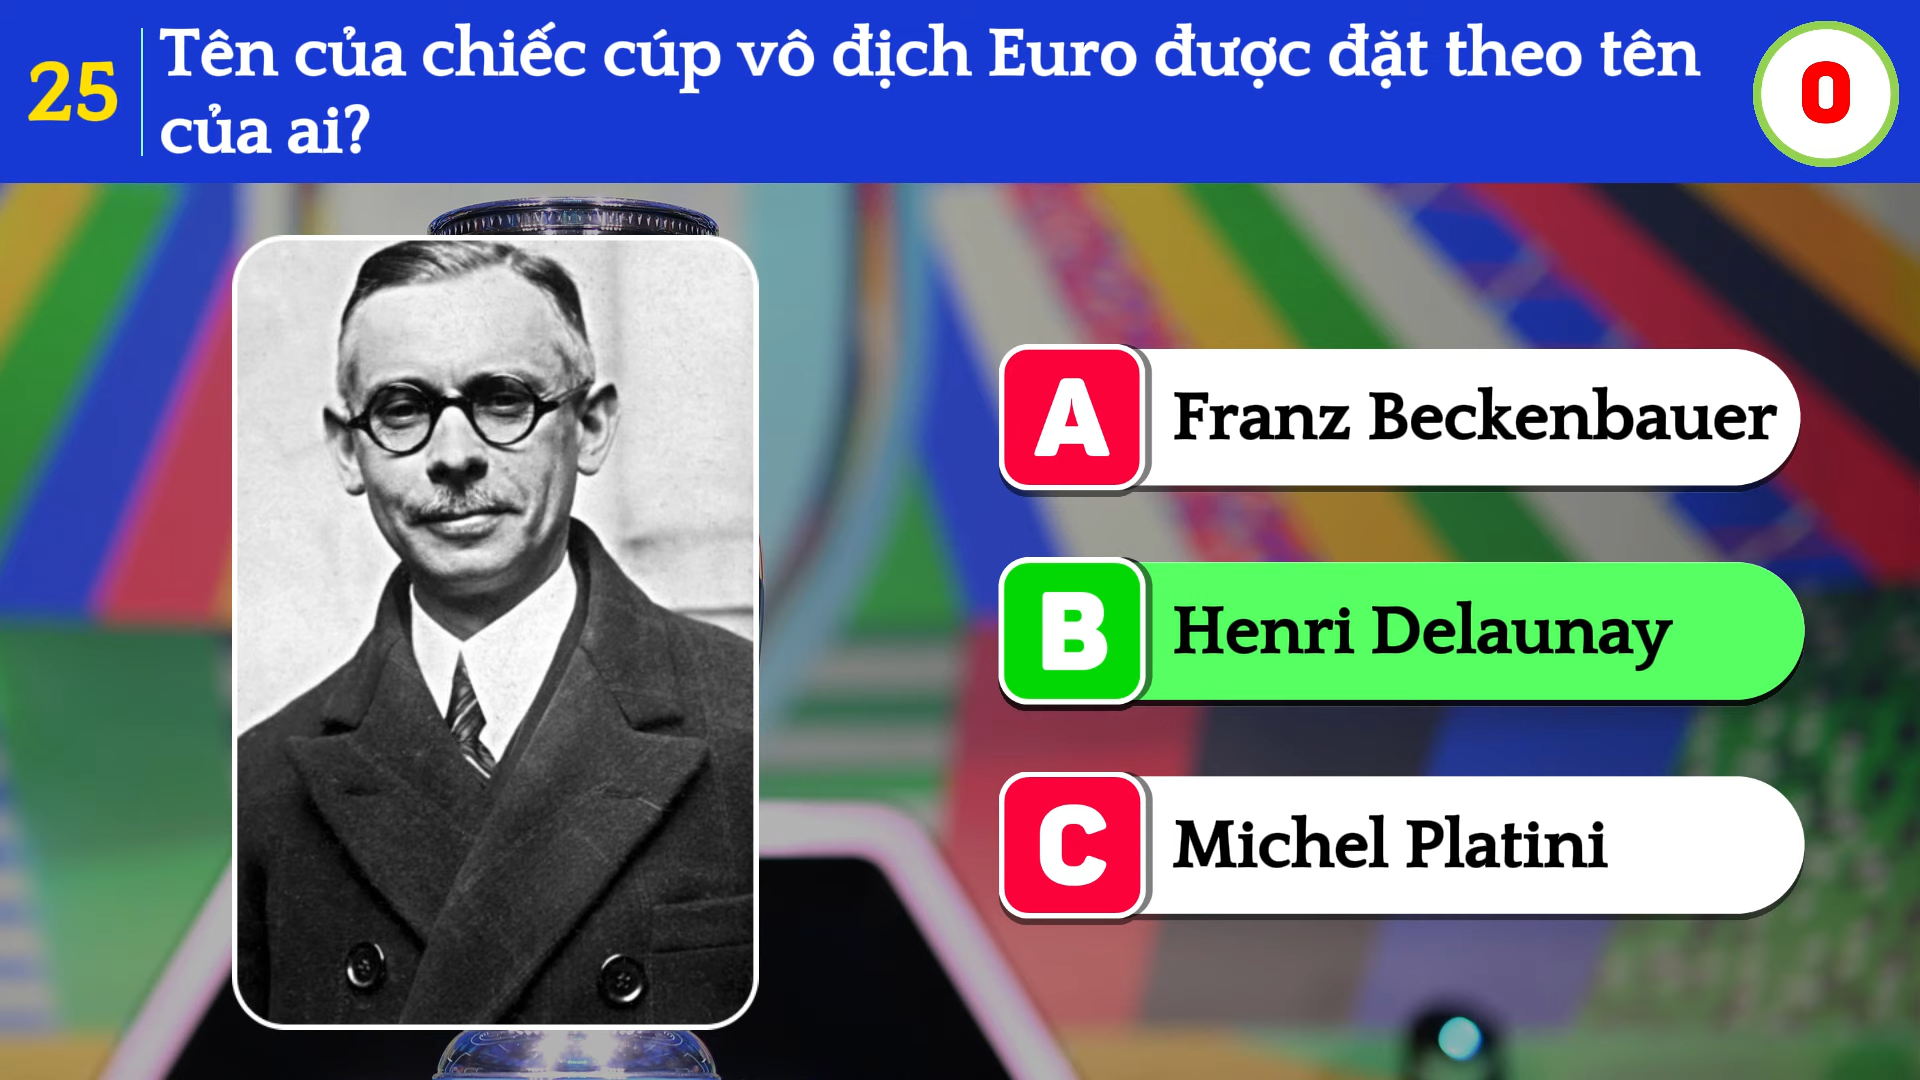 25
Tên của chiếc cúp vô địch Euro được đặt theo tên
của ai?
0
A Franz Beckenbauer
B Henri Delaunay
C Michel Platini